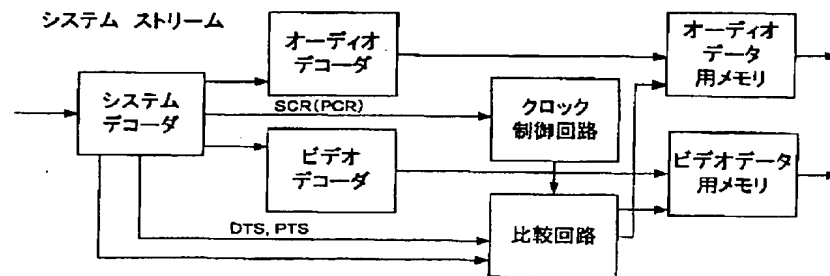 システム ストリーム
オーディオ
デコーダ
オーディオ
データ
用メモリ
システム
デコーダ
SCR(PCR)
クロック
制御回路
ビデオ
デコーダ
ビデオデータ
用メモリ
DTS, PTS
比較回路